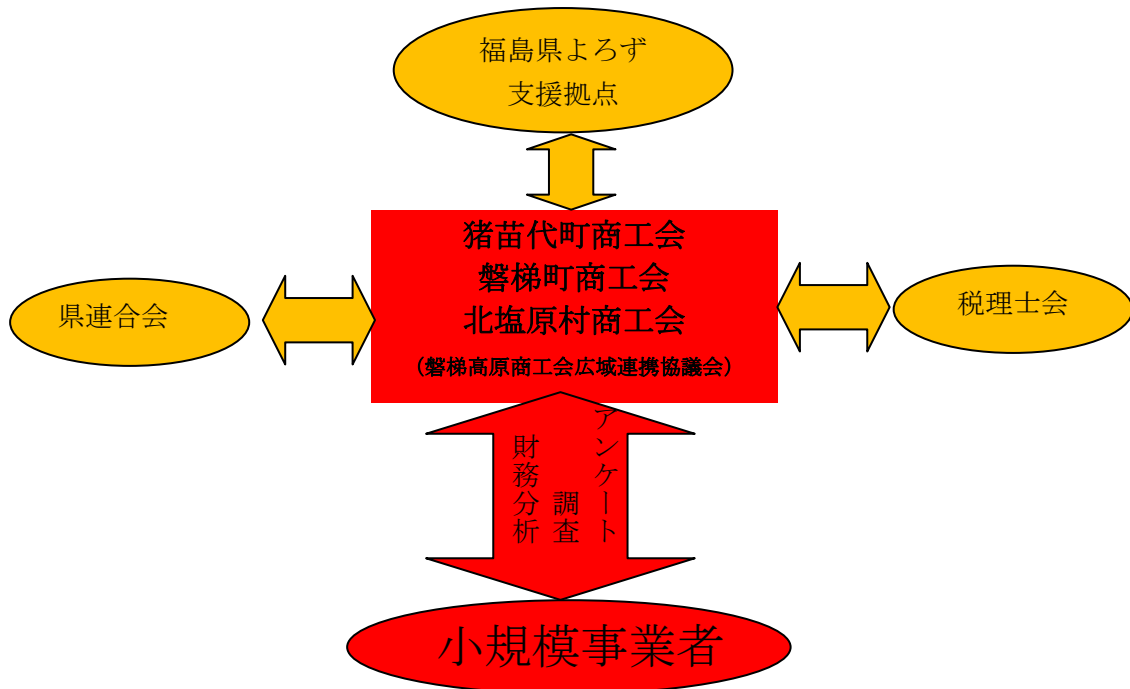 福島県よろず
支援拠点
猪苗代町商工会
磐梯町商工会
北塩原村商工会
(磐梯高原商工会広域連携協議会)
県連合会
税理士会
アンケート
調査
財務分析
小規模事業者